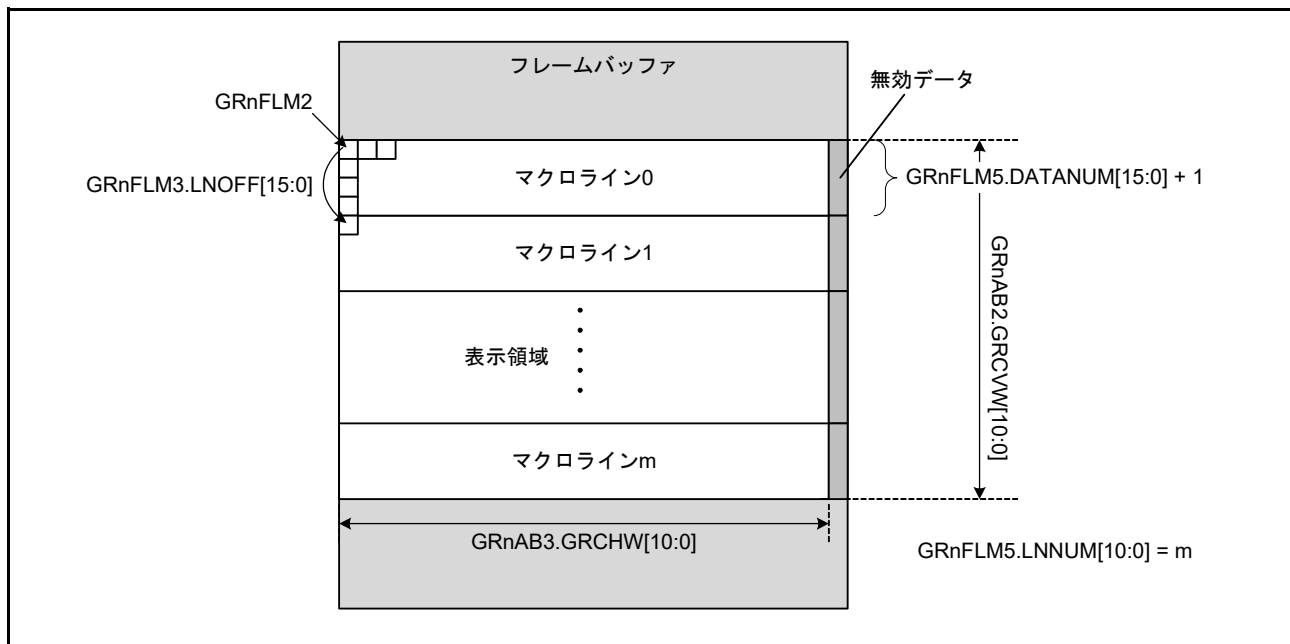 フレームバッファ
無効データ
GRnFLM2
GRnFLM3.LNOFF[15:0]
マクロライン0
GRnFLM5.DATANUM[15:0] + 1
マクロライン1
表示領域
GRnAB2.GRCVW[10:0]
マクロラインm
GRnAB3.GRCHW[10:0]
GRnFLM5.LNNUM[10:0] = m